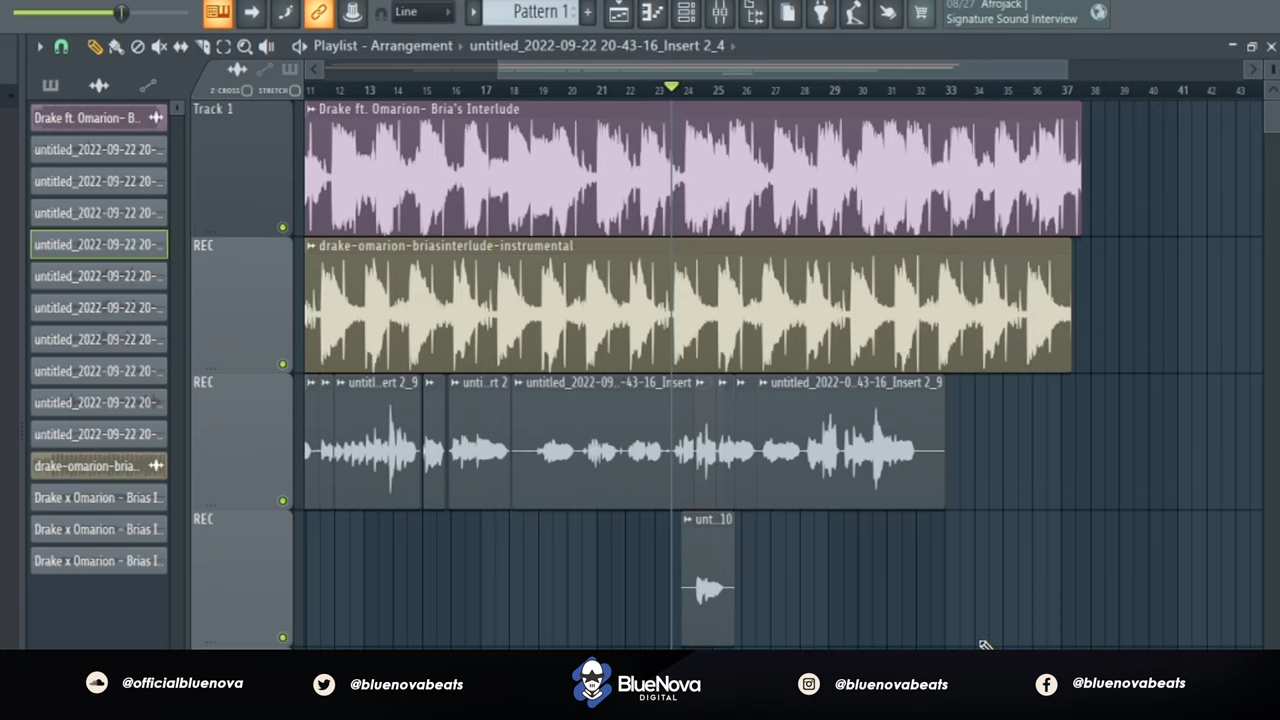 Line
Pattern 1
08/27 Afrojack |
Signature Sound Interview
Playlist - Arrangement ▸ untitled_2022-09-22 20-43-16_Insert 2_4 ▸
Z-CROSS STRETCH
11 12 13 14 15 16 17 18 19 20 21 22 23 24 25 26 27 28 29 30 31 32 33 34 35 36 37 38 39 40 41 42 43
Drake ft. Omarion- B..
untitled_2022-09-22 20-..
untitled_2022-09-22 20-..
untitled_2022-09-22 20-..
untitled_2022-09-22 20-..
untitled_2022-09-22 20-..
untitled_2022-09-22 20-..
untitled_2022-09-22 20-..
untitled_2022-09-22 20-..
untitled_2022-09-22 20-..
untitled_2022-09-22 20-..
drake-omarion-bria..
Drake x Omarion - Brias I..
Drake x Omarion - Brias I..
Drake x Omarion - Brias I..
Track 1
Drake ft. Omarion- Bria's Interlude
REC
drake-omarion-briasinterlude-instrumental
REC
untitl..ert 2_9
unti..rt 2
untitled_2022-09..-43-16_Insert
untitled_2022-0..43-16_Insert 2_9
REC
unt..10
@officialbluenova
@bluenovabeats
BlueNova
DIGITAL
@bluenovabeats
@bluenovabeats